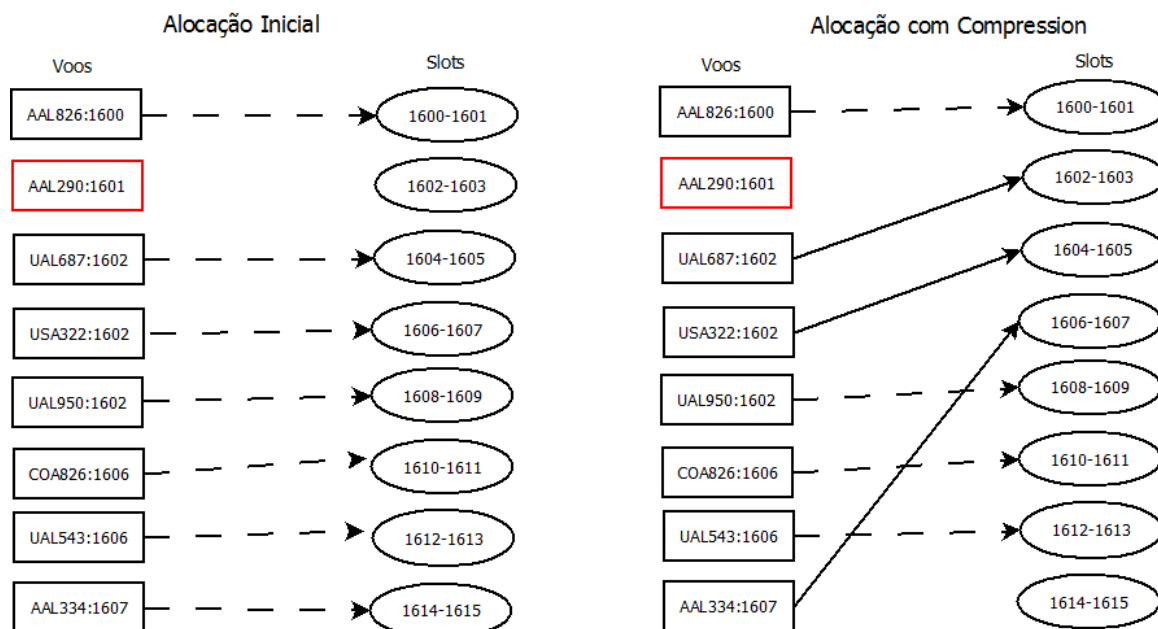 Alocação Inicial
Voos
Slots
AAL826:1600
1600-1601
AAL290:1601
1602-1603
UAL687:1602
1604-1605
USA322:1602
1606-1607
UAL950:1602
1608-1609
COA826:1606
1610-1611
UAL543:1606
1612-1613
AAL334:1607
1614-1615
Alocação com Compression
Voos
Slots
AAL826:1600
1600-1601
AAL290:1601
1602-1603
UAL687:1602
1604-1605
USA322:1602
1606-1607
UAL950:1602
1608-1609
COA826:1606
1610-1611
UAL543:1606
1612-1613
AAL334:1607
1614-1615